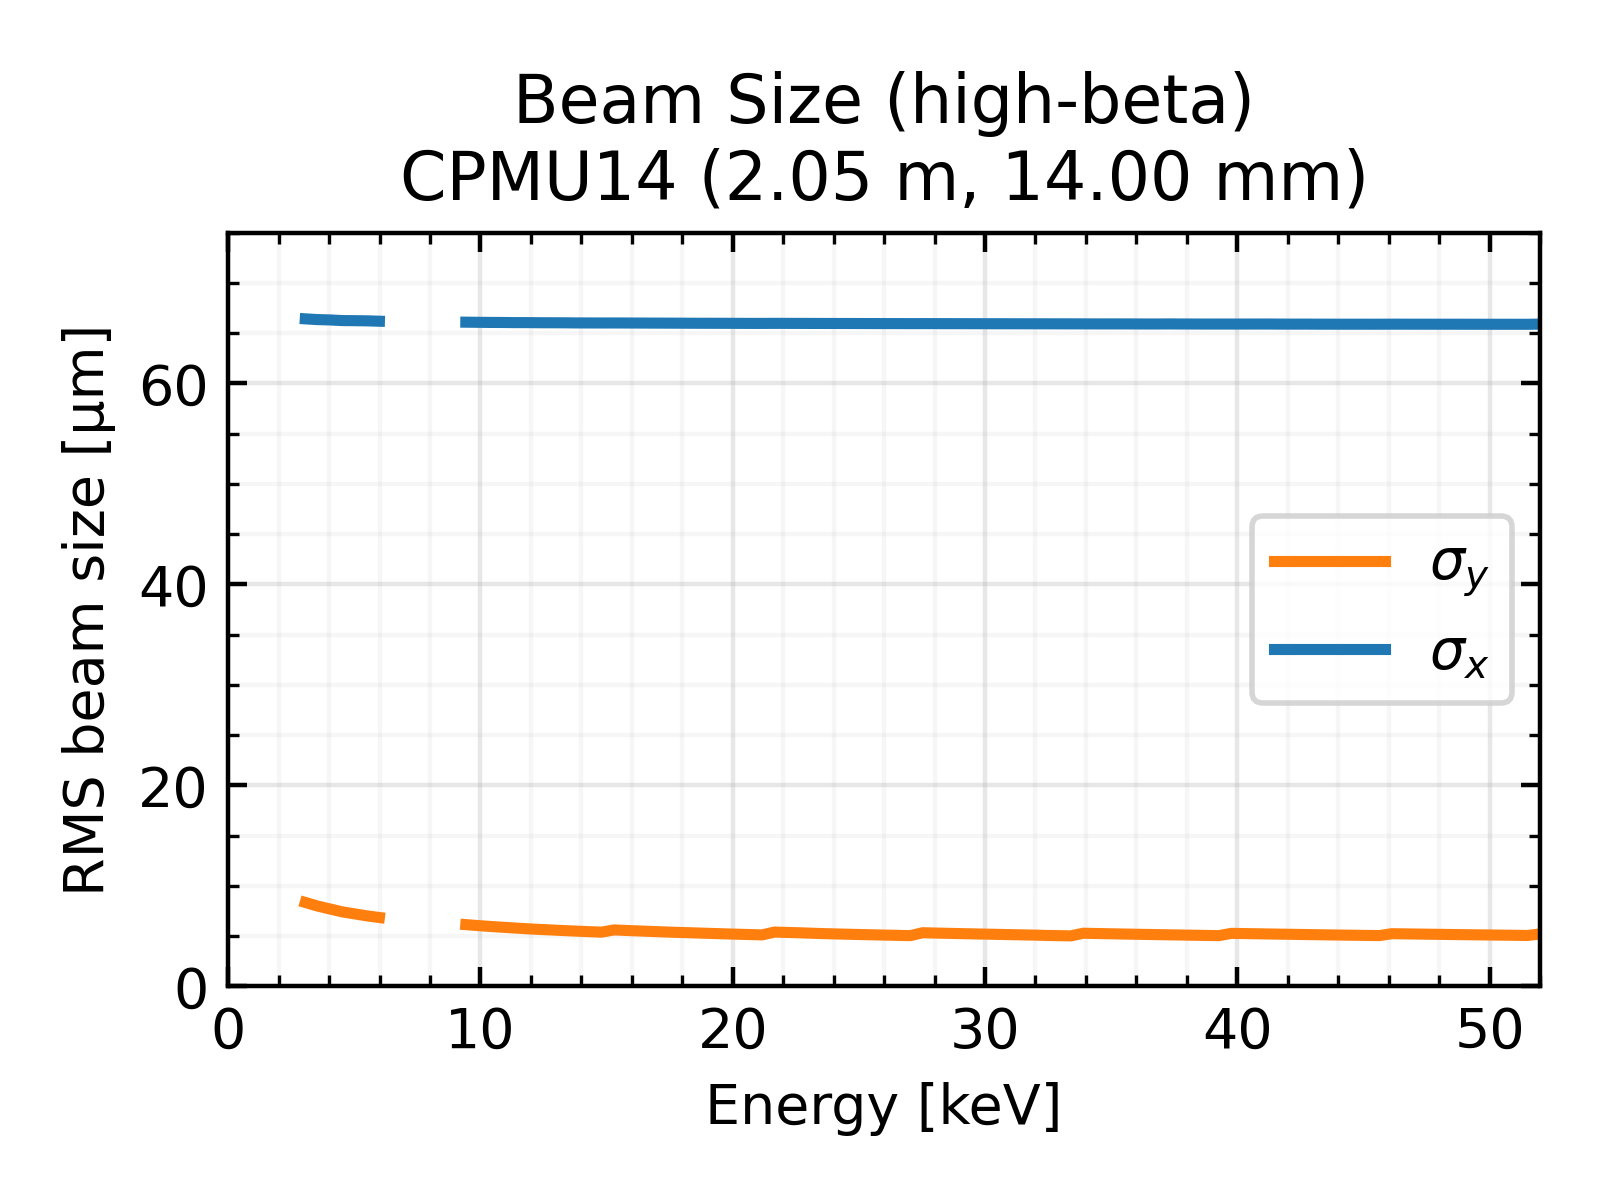 Beam Size (high-beta)
CPMU14 (2.05 m, 14.00 mm)
RMS beam size [µm]
60
40
20
0
σy
σx
0 10 20 30 40 50
Energy [keV]